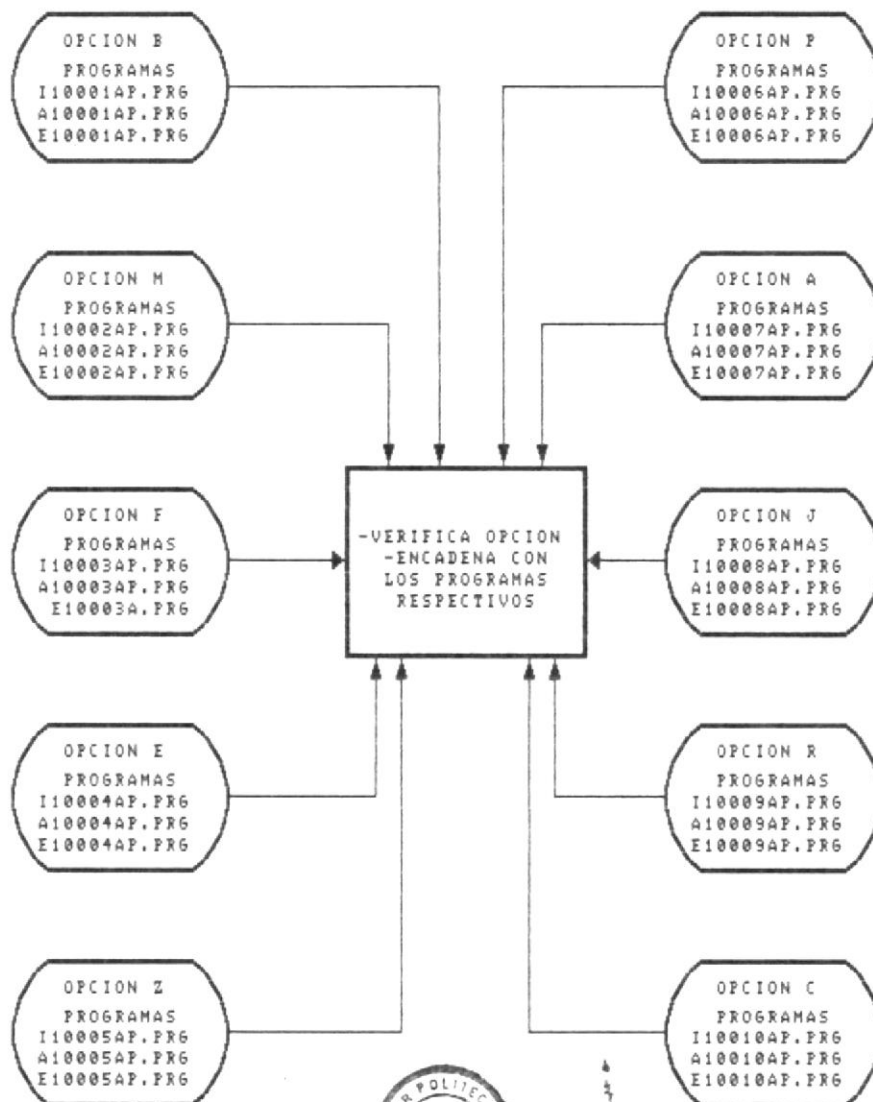 OPCION B
PROGRAMAS
I10001AP.PRG
A10001AP.PRG
E10001AP.PRG
OPCION P
PROGRAMAS
I10006AP.PRG
A10006AP.PRG
E10006AP.PRG
OPCION M
PROGRAMAS
I10002AP.PRG
A10002AP.PRG
E10002AP.PRG
OPCION A
PROGRAMAS
I10007AP.PRG
A10007AP.PRG
E10007AP.PRG
OPCION F
PROGRAMAS
I10003AP.PRG
A10003AP.PRG
E10003A.PRG
-VERIFICA OPCION
-ENCADENA CON
LOS PROGRAMAS
RESPECTIVOS
OPCION J
PROGRAMAS
I10008AP.PRG
A10008AP.PRG
E10008AP.PRG
OPCION E
PROGRAMAS
I10004AP.PRG
A10004AP.PRG
E10004AP.PRG
OPCION R
PROGRAMAS
I10009AP.PRG
A10009AP.PRG
E10009AP.PRG
OPCION Z
PROGRAMAS
I10005AP.PRG
A10005AP.PRG
E10005AP.PRG
OPCION C
PROGRAMAS
I10010AP.PRG
A10010AP.PRG
E10010AP.PRG
R POLITEC